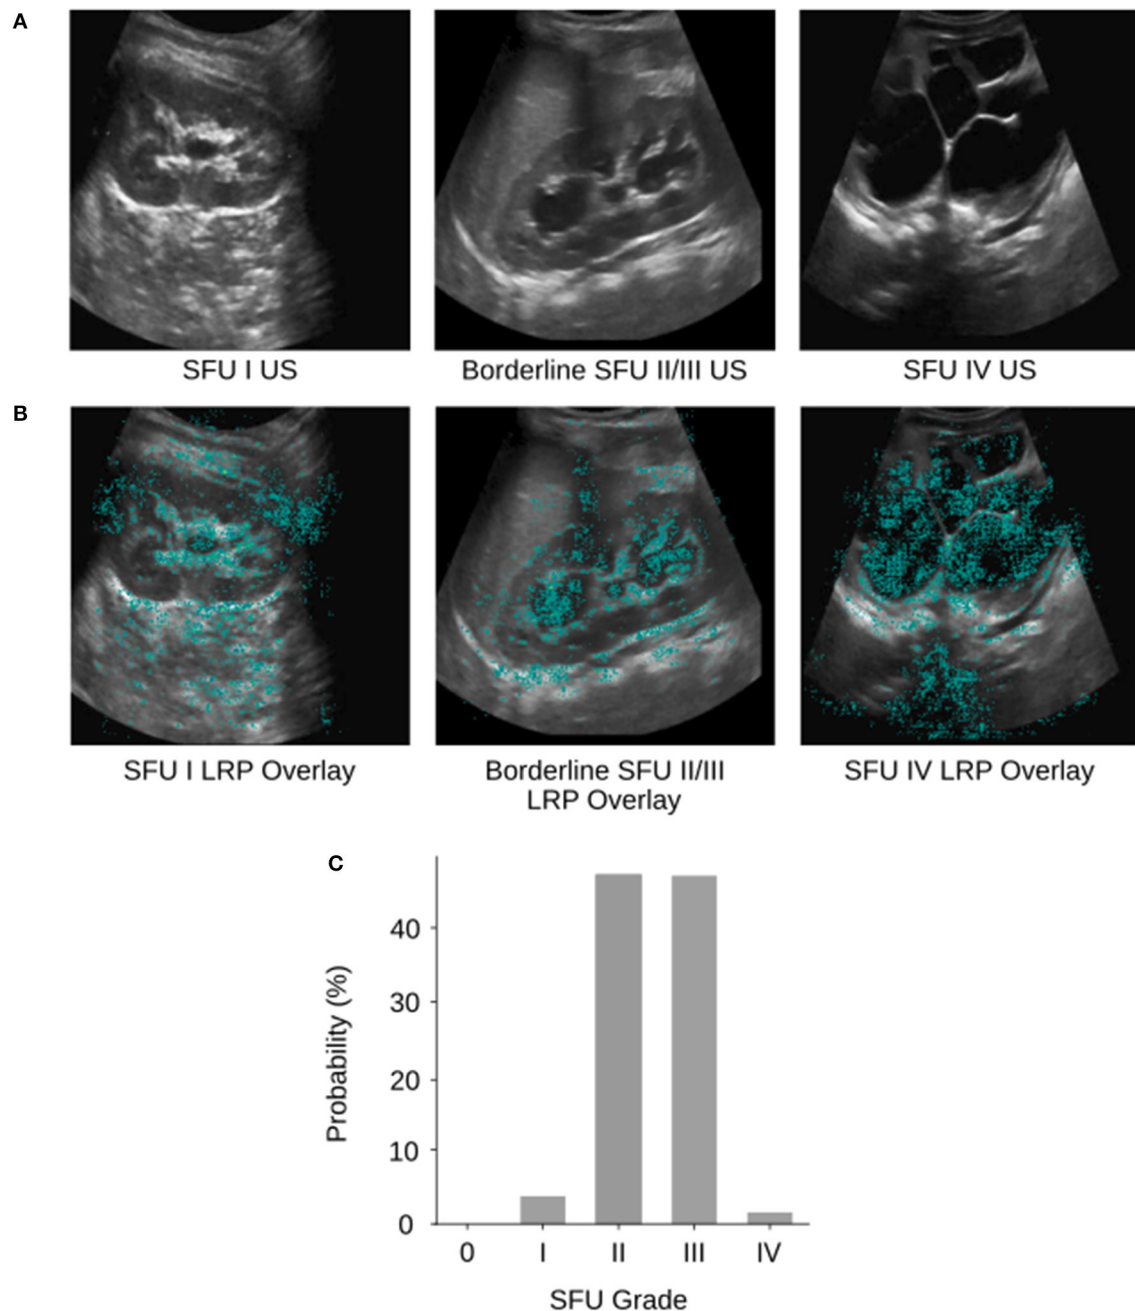 A
SFU I US
Borderline SFU II/III US
SFU IV US
B
SFU I LRP Overlay
Borderline SFU II/III
LRP Overlay
SFU IV LRP Overlay
C
Probability (%)
40
30
20
10
0
0
I
II
III
IV
SFU Grade